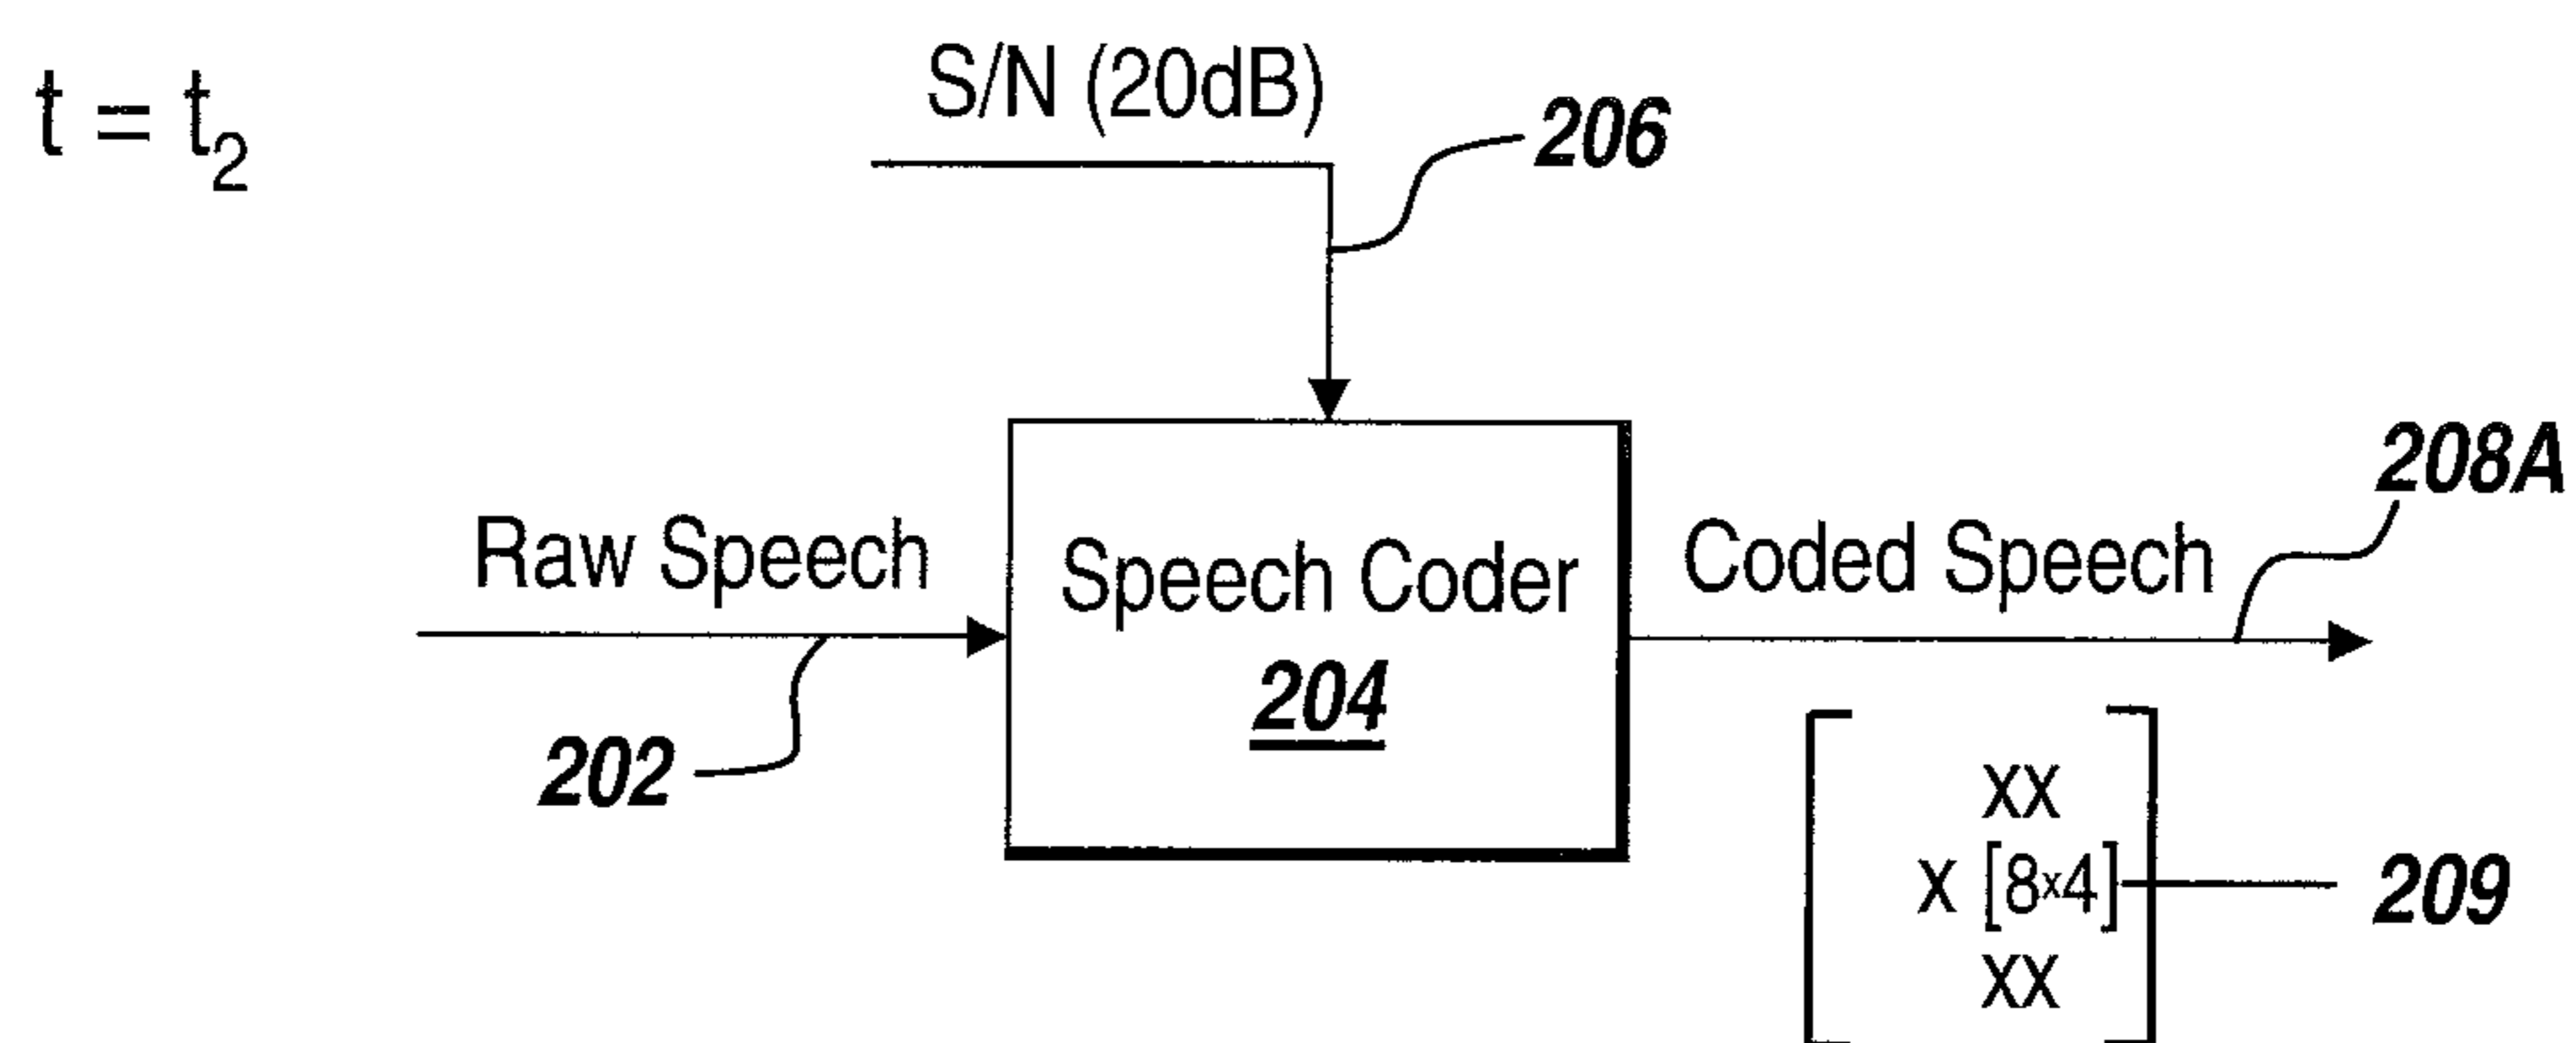 t = t₂
S/N (20dB)
206
208A
Raw Speech
Speech Coder
Coded Speech
204
202
xx
x [8x4]
xx
209